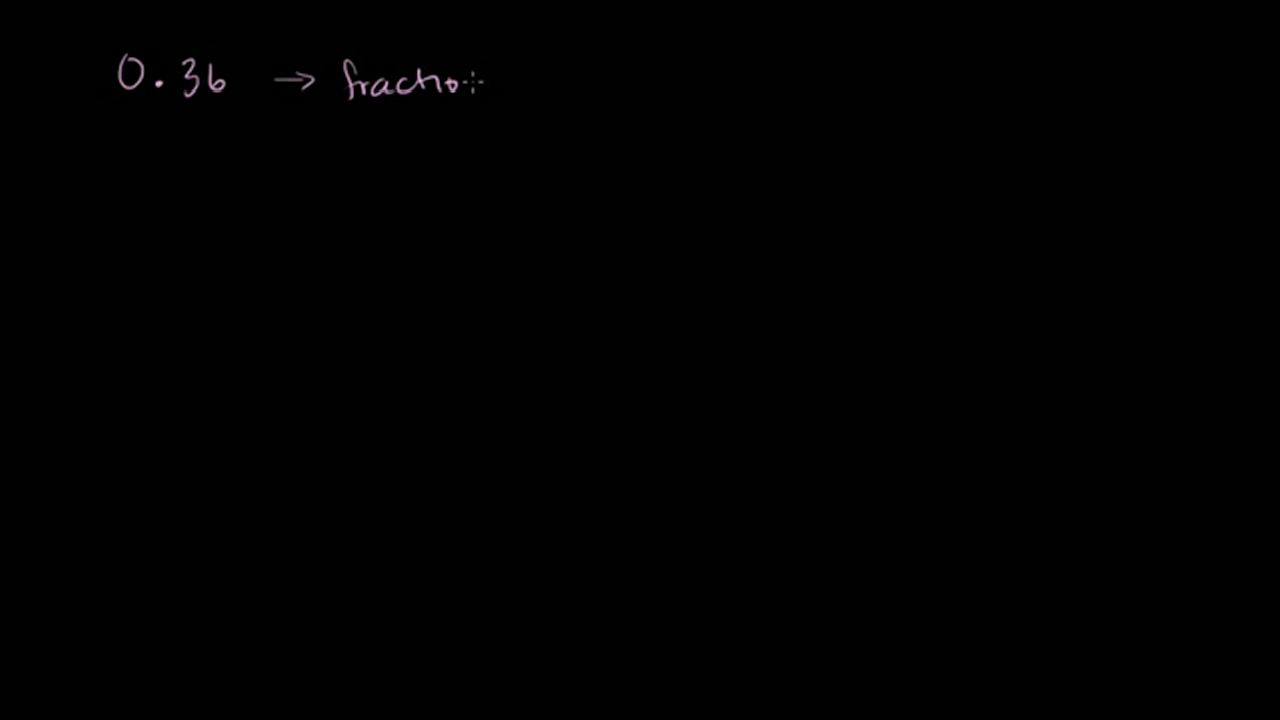 0.36 → fractio